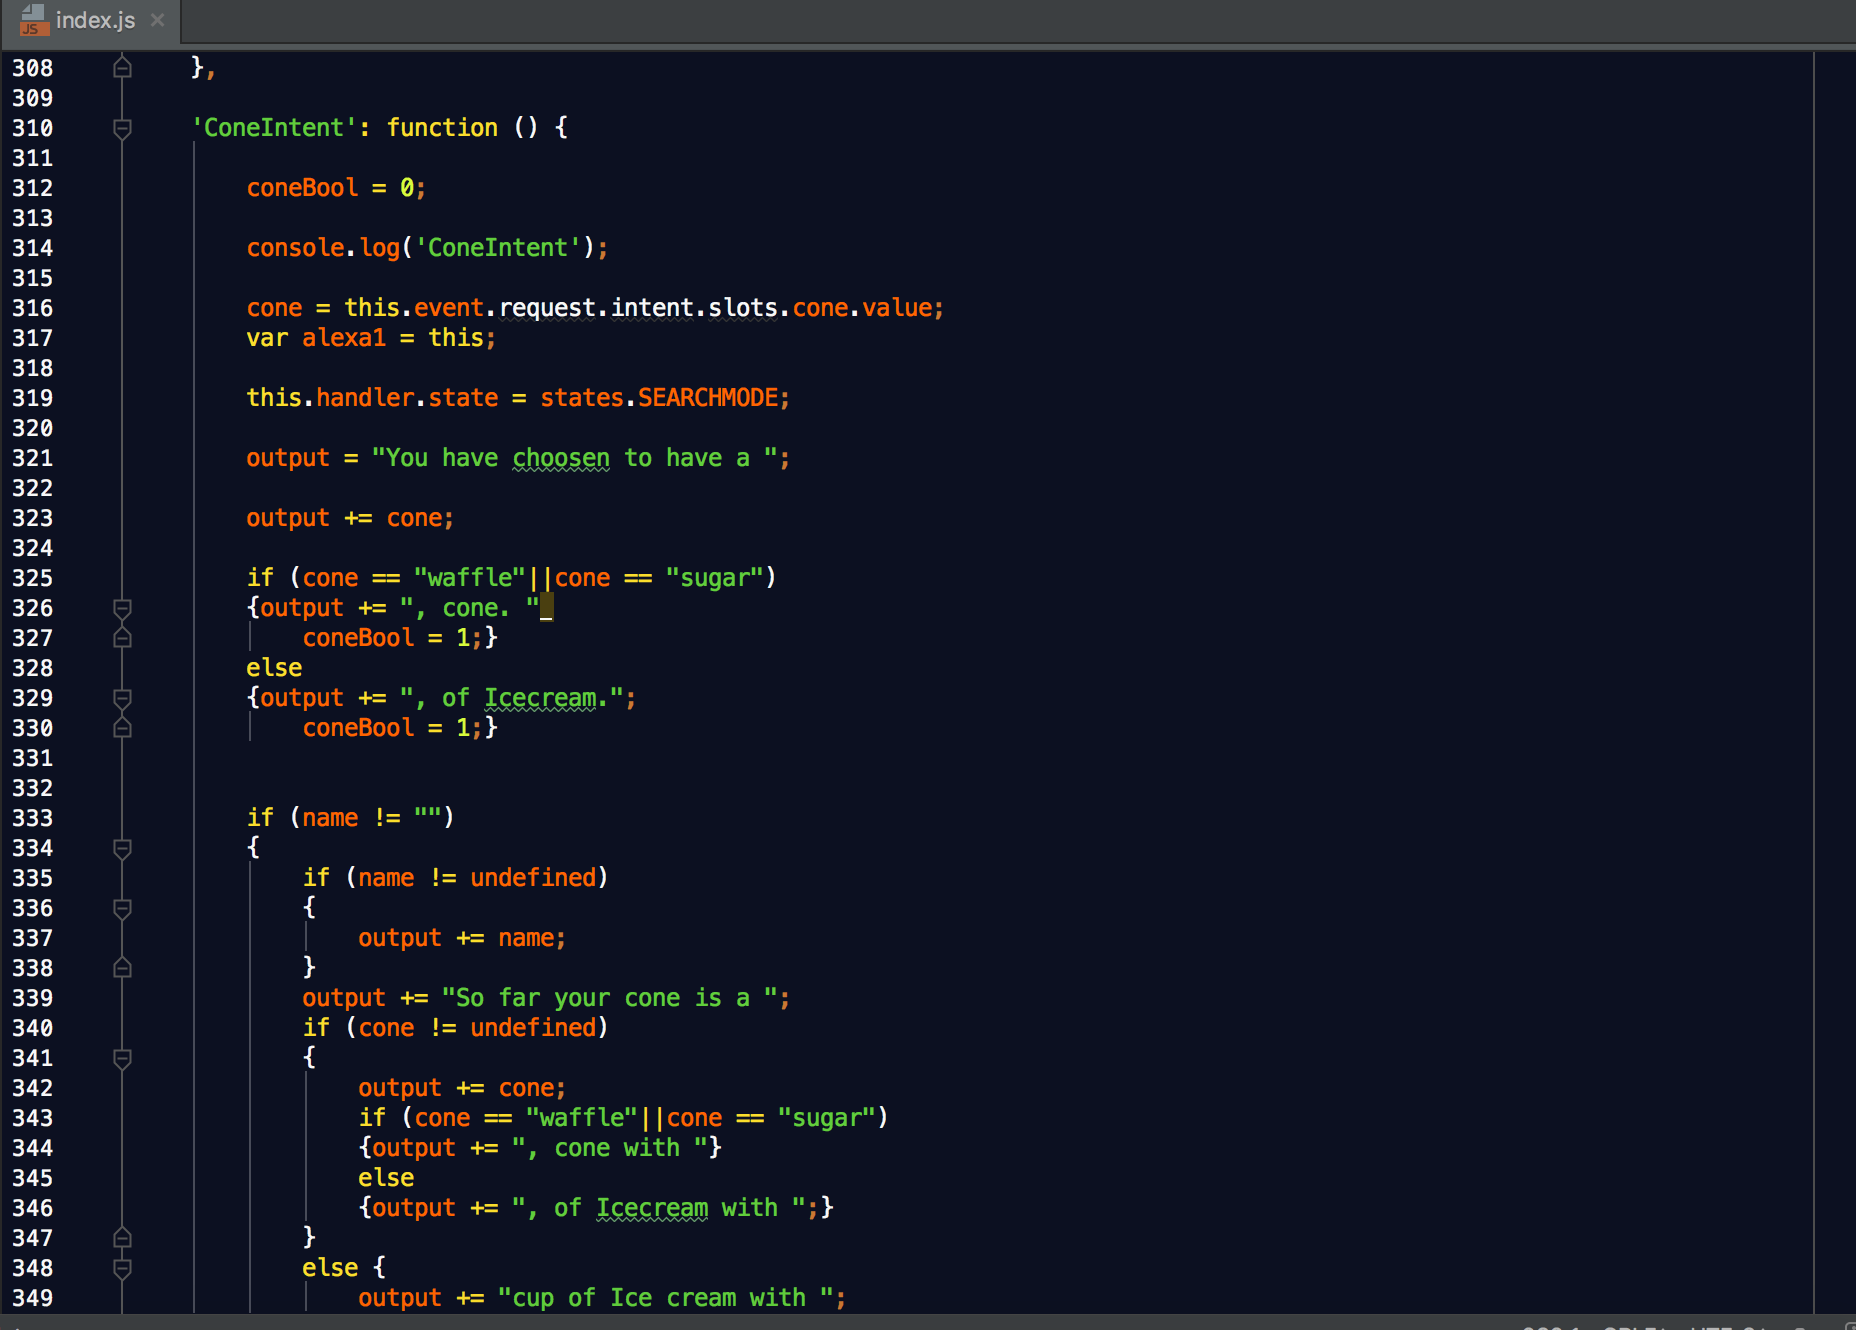 JS index.js ×
308 },
309
310 'ConeIntent': function () {
311
312 coneBool = 0;
313
314 console.log('ConeIntent');
315
316 cone = this.event.request.intent.slots.cone.value;
317 var alexa1 = this;
318
319 this.handler.state = states.SEARCHMODE;
320
321 output = "You have choosen to have a ";
322
323 output += cone;
324
325 if (cone == "waffle"||cone == "sugar")
326 {output += ", cone. "
327 coneBool = 1;}
328 else
329 {output += ", of Icecream.";
330 coneBool = 1;}
331
332
333 if (name != "")
334 {
335 if (name != undefined)
336 {
337 output += name;
338 }
339 output += "So far your cone is a ";
340 if (cone != undefined)
341 {
342 output += cone;
343 if (cone == "waffle"||cone == "sugar")
344 {output += ", cone with "}
345 else
346 {output += ", of Icecream with ";}
347 }
348 else {
349 output += "cup of Ice cream with ";